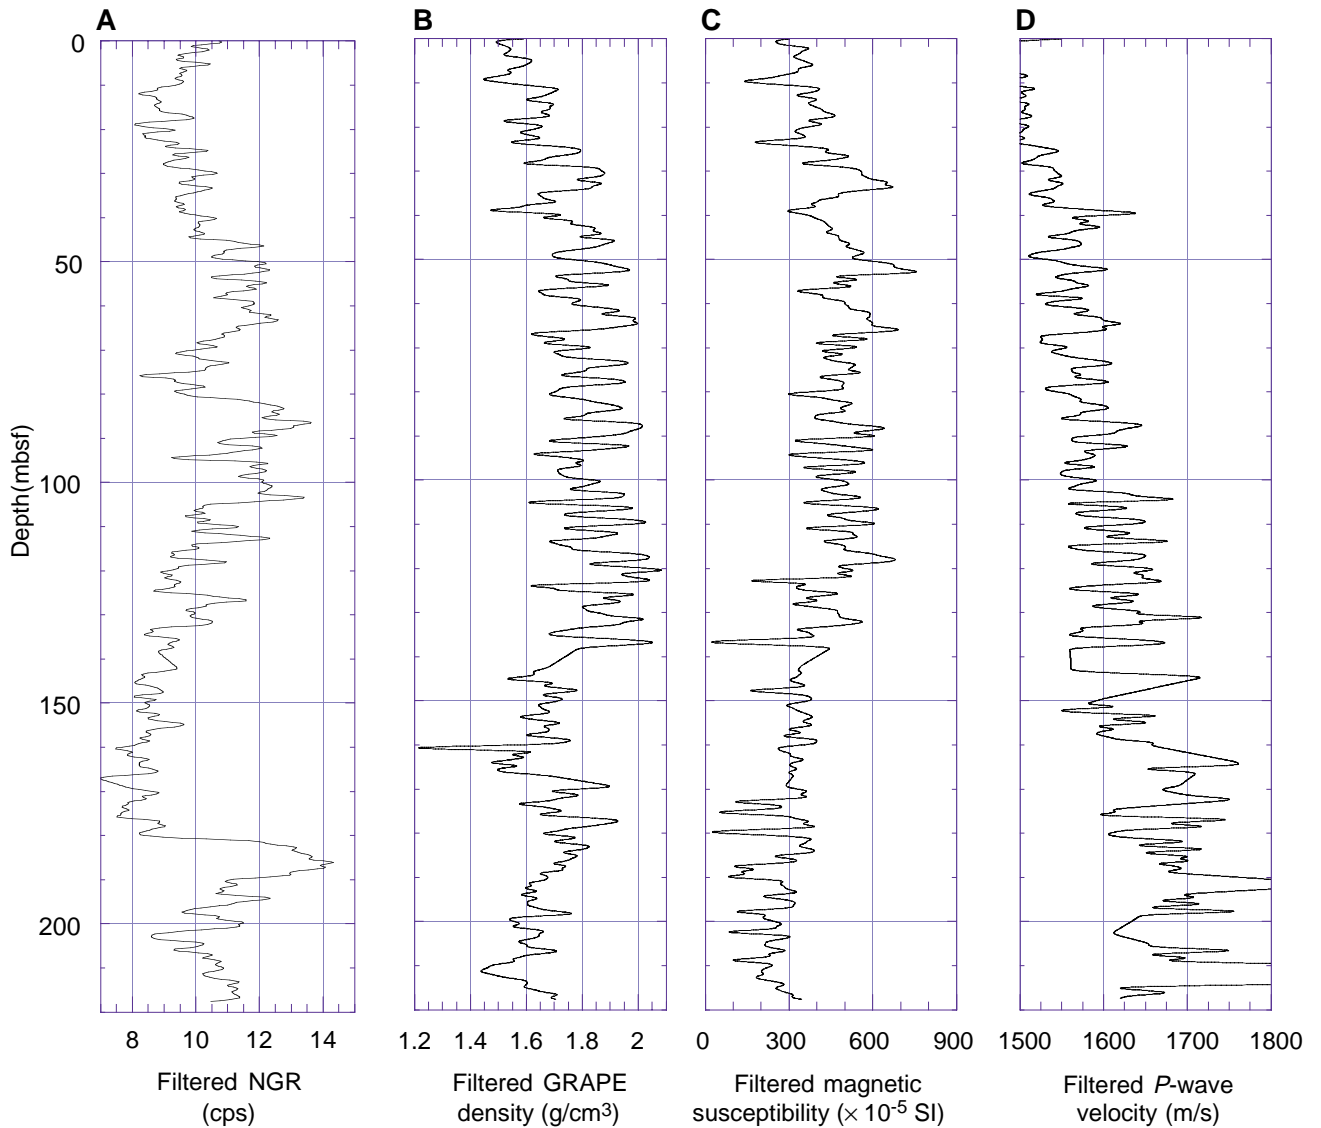 A
B
C
D
0
50
100
150
200
Depth(mbsf)
8 10 12 14
1.2 1.4 1.6 1.8 2
0 300 600 900
1500 1600 1700 1800
Filtered NGR
(cps)
Filtered GRAPE
density (g/cm³)
Filtered magnetic
susceptibility (× 10⁻⁵ SI)
Filtered P-wave
velocity (m/s)